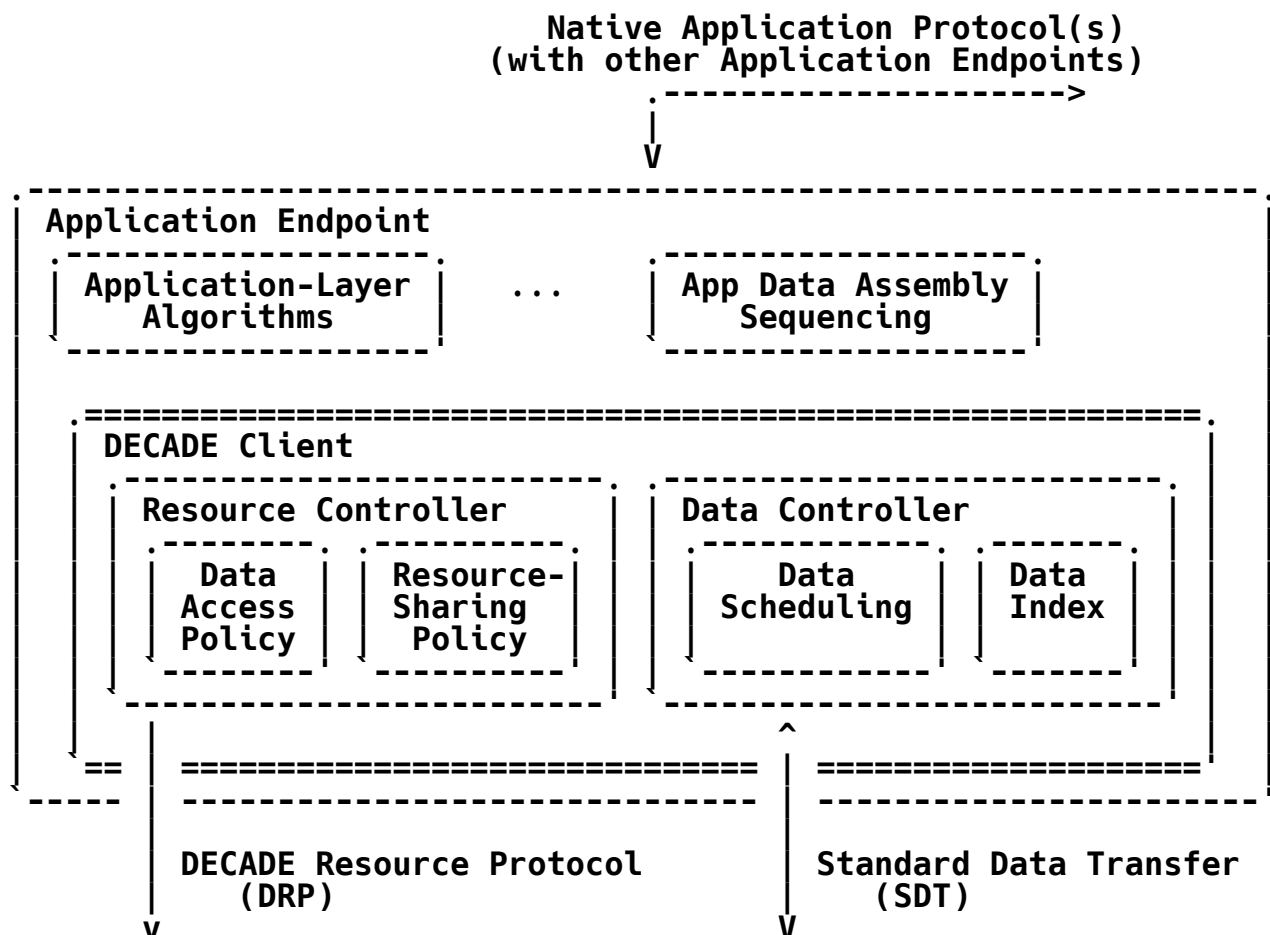 Native Application Protocol(s)
(with other Application Endpoints)
Application Endpoint
Application-Layer ... App Data Assembly
Algorithms Sequencing
DECADE Client
Resource Controller Data Controller
Data Resource- Data Data
Access Sharing Scheduling Index
Policy Policy
DECADE Resource Protocol Standard Data Transfer
(DRP) (SDT)